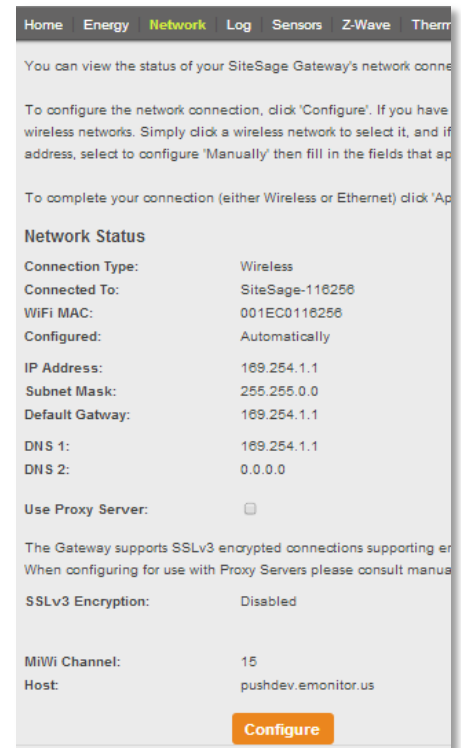 Home Energy Network Log Sensors Z-Wave Therm
You can view the status of your SiteSage Gateway's network conne
To configure the network connection, click 'Configure'. If you have
wireless networks. Simply click a wireless network to select it, and if
address, select to configure 'Manually' then fill in the fields that ap
To complete your connection (either Wireless or Ethernet) click 'Ap
Network Status
Connection Type: Wireless
Connected To: SiteSage-116256
WiFi MAC: 001EC0116256
Configured: Automatically
IP Address: 169.254.1.1
Subnet Mask: 255.255.0.0
Default Gatway: 169.254.1.1
DNS 1: 169.254.1.1
DNS 2: 0.0.0.0
Use Proxy Server:
The Gateway supports SSLv3 encrypted connections supporting en
When configuring for use with Proxy Servers please consult manua
SSLv3 Encryption: Disabled
MiWi Channel: 15
Host: pushdev.emonitor.us
Configure